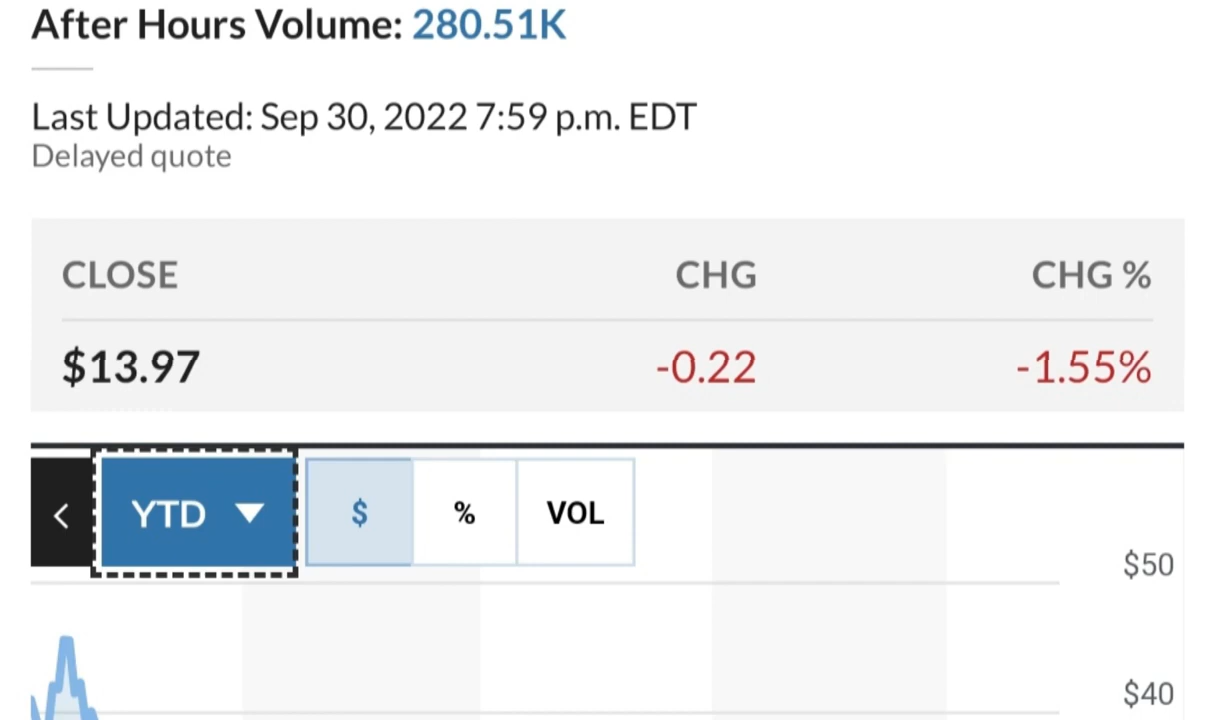 After Hours Volume: 280.51K
Last Updated: Sep 30, 2022 7:59 p.m. EDT
Delayed quote
CLOSE CHG CHG %
$13.97 -0.22 -1.55%
YTD $ % VOL
$50
$40